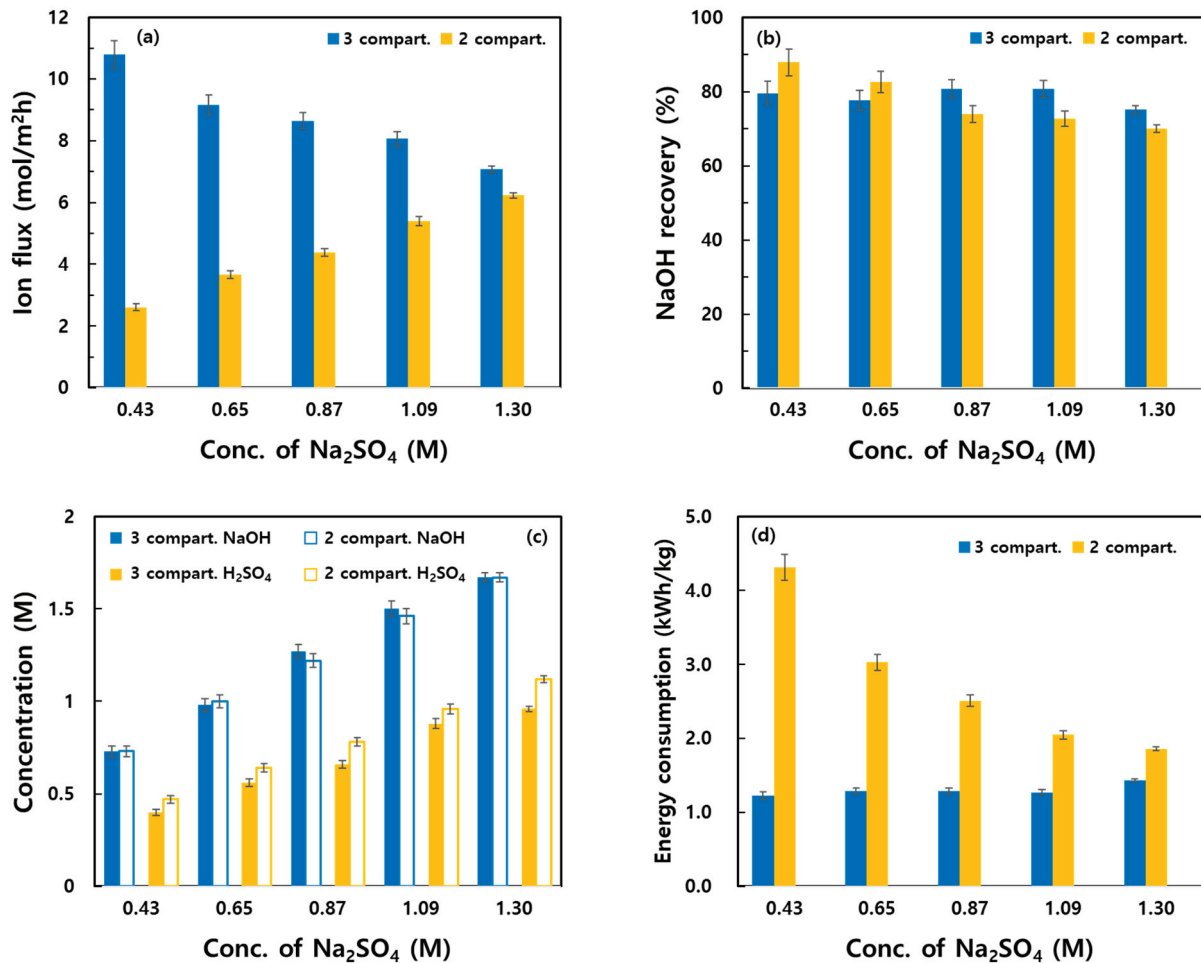 (a)
3 compart. 2 compart.
Ion flux (mol/m²h)
12
10
8
6
4
2
0
0.43 0.65 0.87 1.09 1.30
Conc. of Na₂SO₄ (M)
(b)
3 compart. 2 compart.
NaOH recovery (%)
100
80
60
40
20
0
0.43 0.65 0.87 1.09 1.30
Conc. of Na₂SO₄ (M)
3 compart. NaOH 2 compart. NaOH (c)
3 compart. H₂SO₄ 2 compart. H₂SO₄
Concentration (M)
2
1.5
1
0.5
0
0.43 0.65 0.87 1.09 1.30
Conc. of Na₂SO₄ (M)
(d)
3 compart. 2 compart.
Energy consumption (kWh/kg)
5.0
4.0
3.0
2.0
1.0
0.0
0.43 0.65 0.87 1.09 1.30
Conc. of Na₂SO₄ (M)